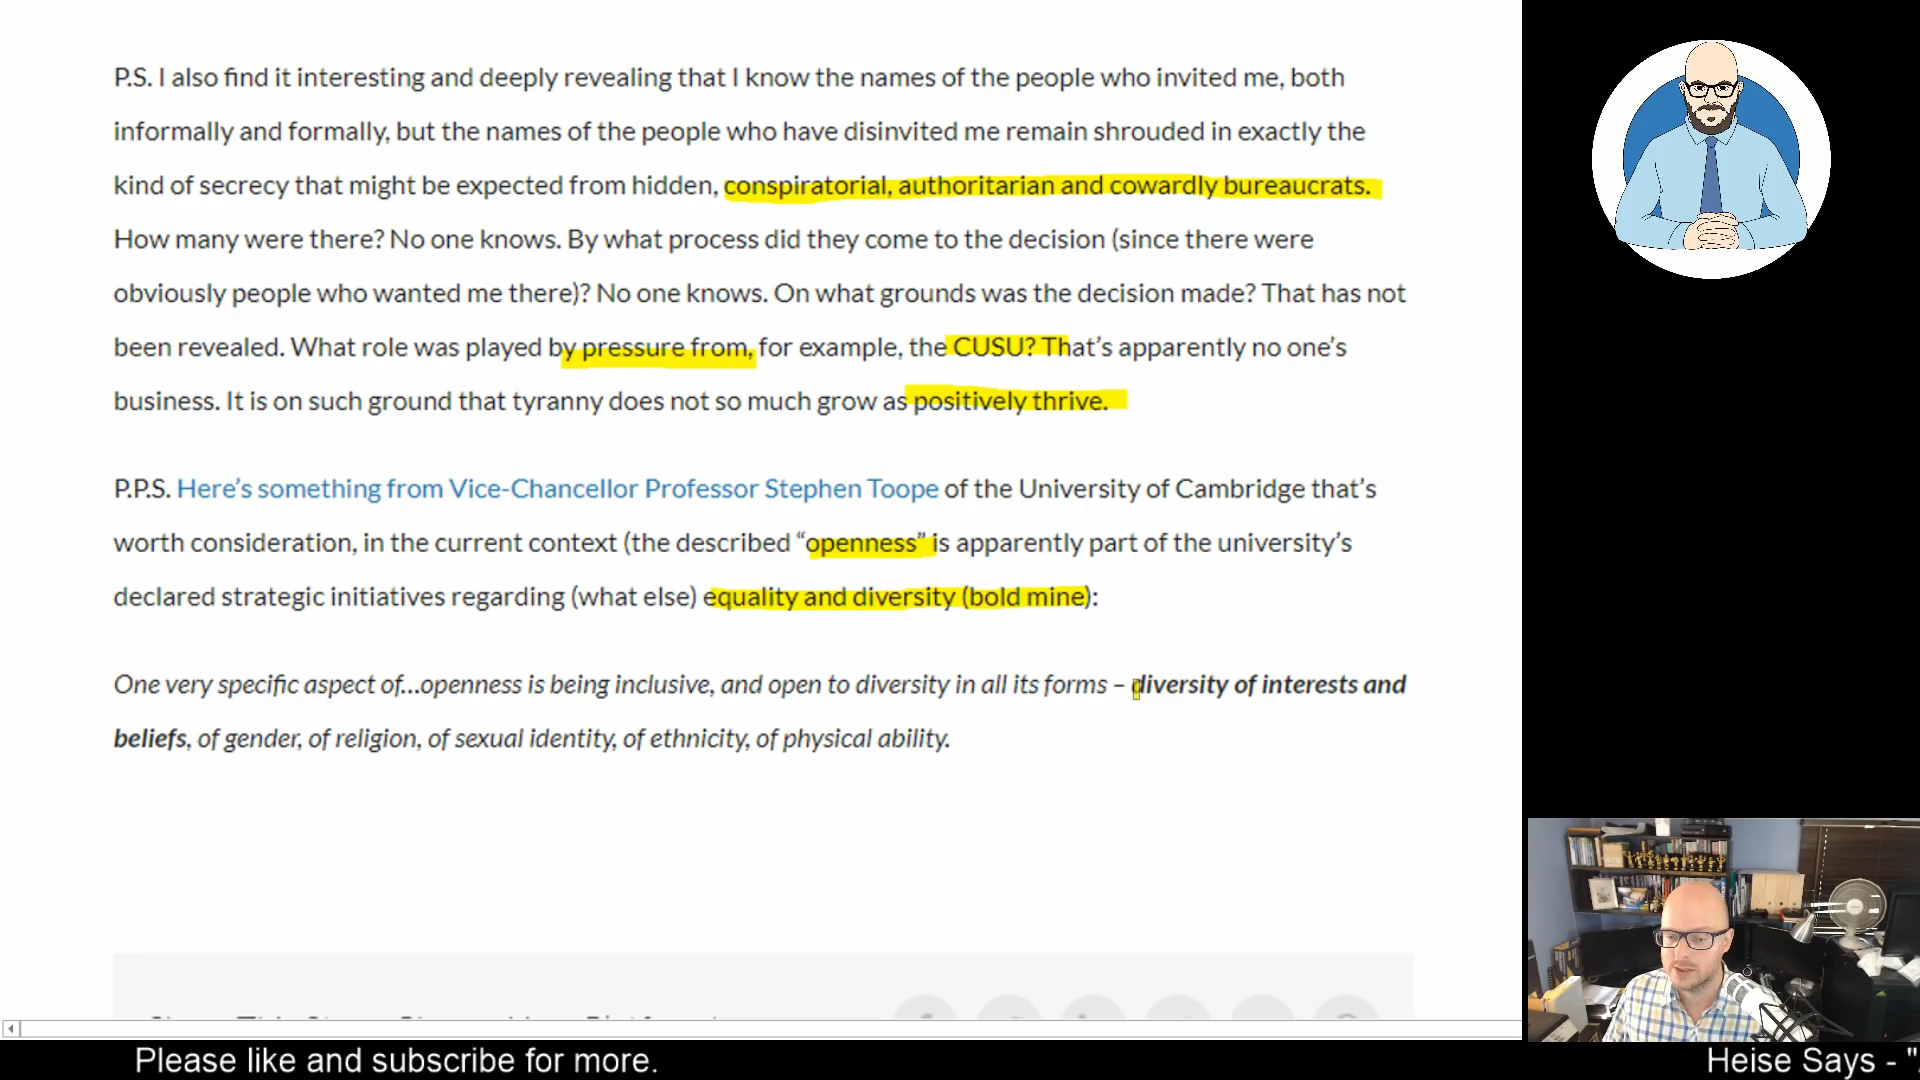 P.S. I also find it interesting and deeply revealing that I know the names of the people who invited me, both
informally and formally, but the names of the people who have disinvited me remain shrouded in exactly the
kind of secrecy that might be expected from hidden, conspiratorial, authoritarian and cowardly bureaucrats.
How many were there? No one knows. By what process did they come to the decision (since there were
obviously people who wanted me there)? No one knows. On what grounds was the decision made? That has not
been revealed. What role was played by pressure from, for example, the CUSU? That’s apparently no one’s
business. It is on such ground that tyranny does not so much grow as positively thrive.
P.P.S. Here’s something from Vice-Chancellor Professor Stephen Toope of the University of Cambridge that’s
worth consideration, in the current context (the described “openness” is apparently part of the university’s
declared strategic initiatives regarding (what else) equality and diversity (bold mine):
One very specific aspect of…openness is being inclusive, and open to diversity in all its forms – diversity of interests and
beliefs, of gender, of religion, of sexual identity, of ethnicity, of physical ability.
Please like and subscribe for more.
Heise Says - "